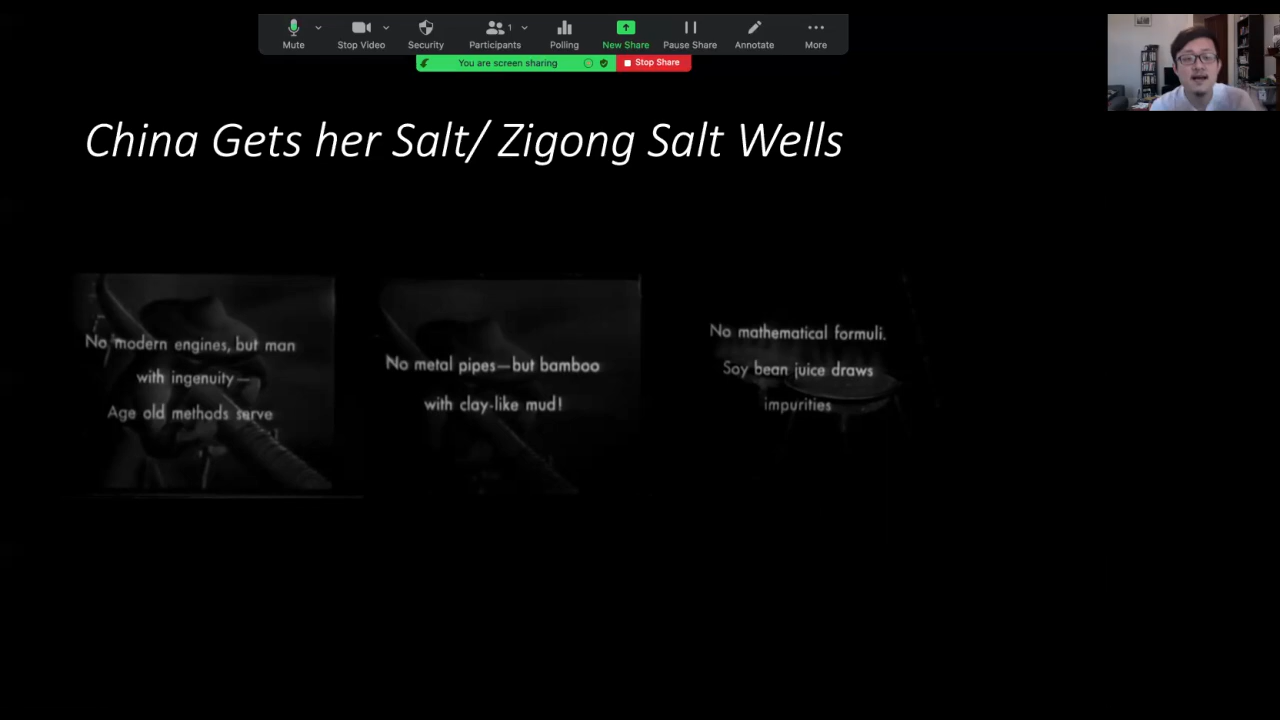 Mute
Stop Video
Security
Participants
1
Polling
New Share
Pause Share
Annotate
More
You are screen sharing
Stop Share
China Gets her Salt/ Zigong Salt Wells
No modern engines, but man
with ingenuity—
Age old methods serve
No metal pipes—but bamboo
with clay-like mud!
No mathematical formuli.
Soy bean juice draws
impurities